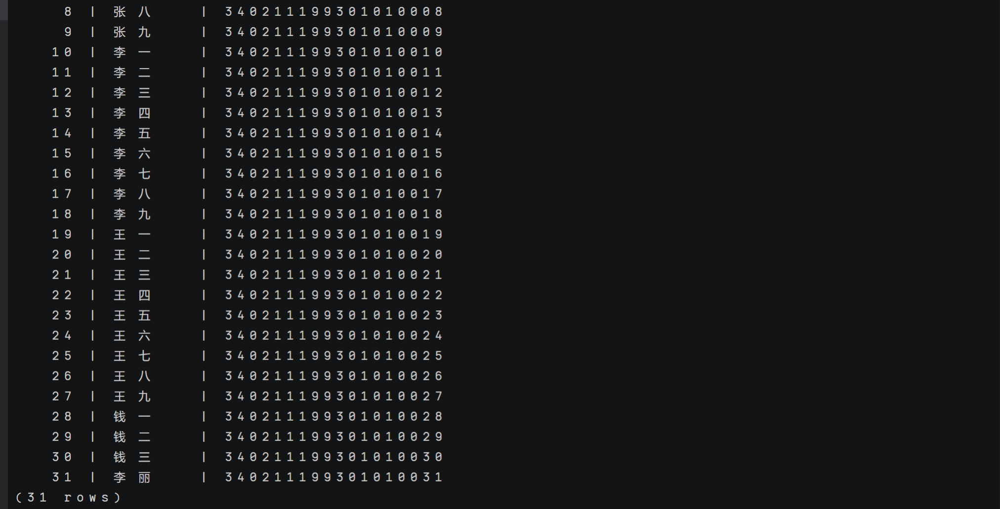 8 | 张八 | 340211199301010008
9 | 张九 | 340211199301010009
10 | 李一 | 340211199301010010
11 | 李二 | 340211199301010011
12 | 李三 | 340211199301010012
13 | 李四 | 340211199301010013
14 | 李五 | 340211199301010014
15 | 李六 | 340211199301010015
16 | 李七 | 340211199301010016
17 | 李八 | 340211199301010017
18 | 李九 | 340211199301010018
19 | 王一 | 340211199301010019
20 | 王二 | 340211199301010020
21 | 王三 | 340211199301010021
22 | 王四 | 340211199301010022
23 | 王五 | 340211199301010023
24 | 王六 | 340211199301010024
25 | 王七 | 340211199301010025
26 | 王八 | 340211199301010026
27 | 王九 | 340211199301010027
28 | 钱一 | 340211199301010028
29 | 钱二 | 340211199301010029
30 | 钱三 | 340211199301010030
31 | 李丽 | 340211199301010031
(31 rows)